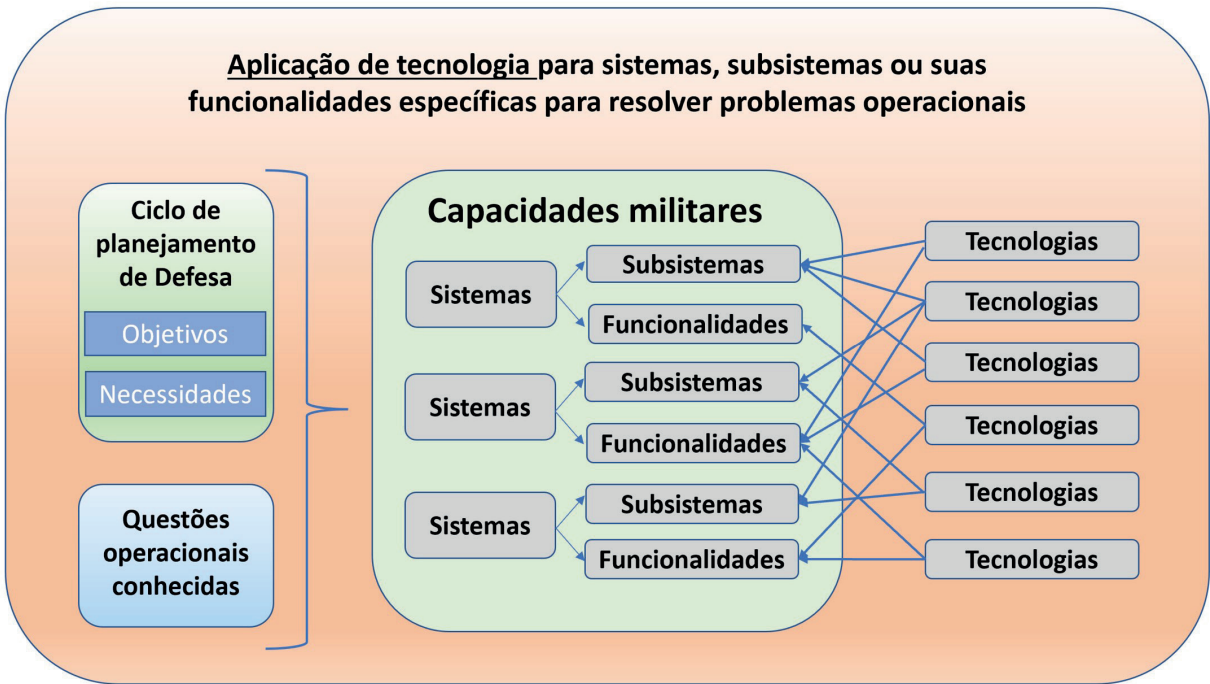 Aplicação de tecnologia para sistemas, subsistemas ou suas
funcionalidades específicas para resolver problemas operacionais
Ciclo de
planejamento
de Defesa
Objetivos
Necessidades
Questões
operacionais
conhecidas
Capacidades militares
Sistemas
Subsistemas
Funcionalidades
Sistemas
Subsistemas
Funcionalidades
Sistemas
Subsistemas
Funcionalidades
Tecnologias
Tecnologias
Tecnologias
Tecnologias
Tecnologias
Tecnologias